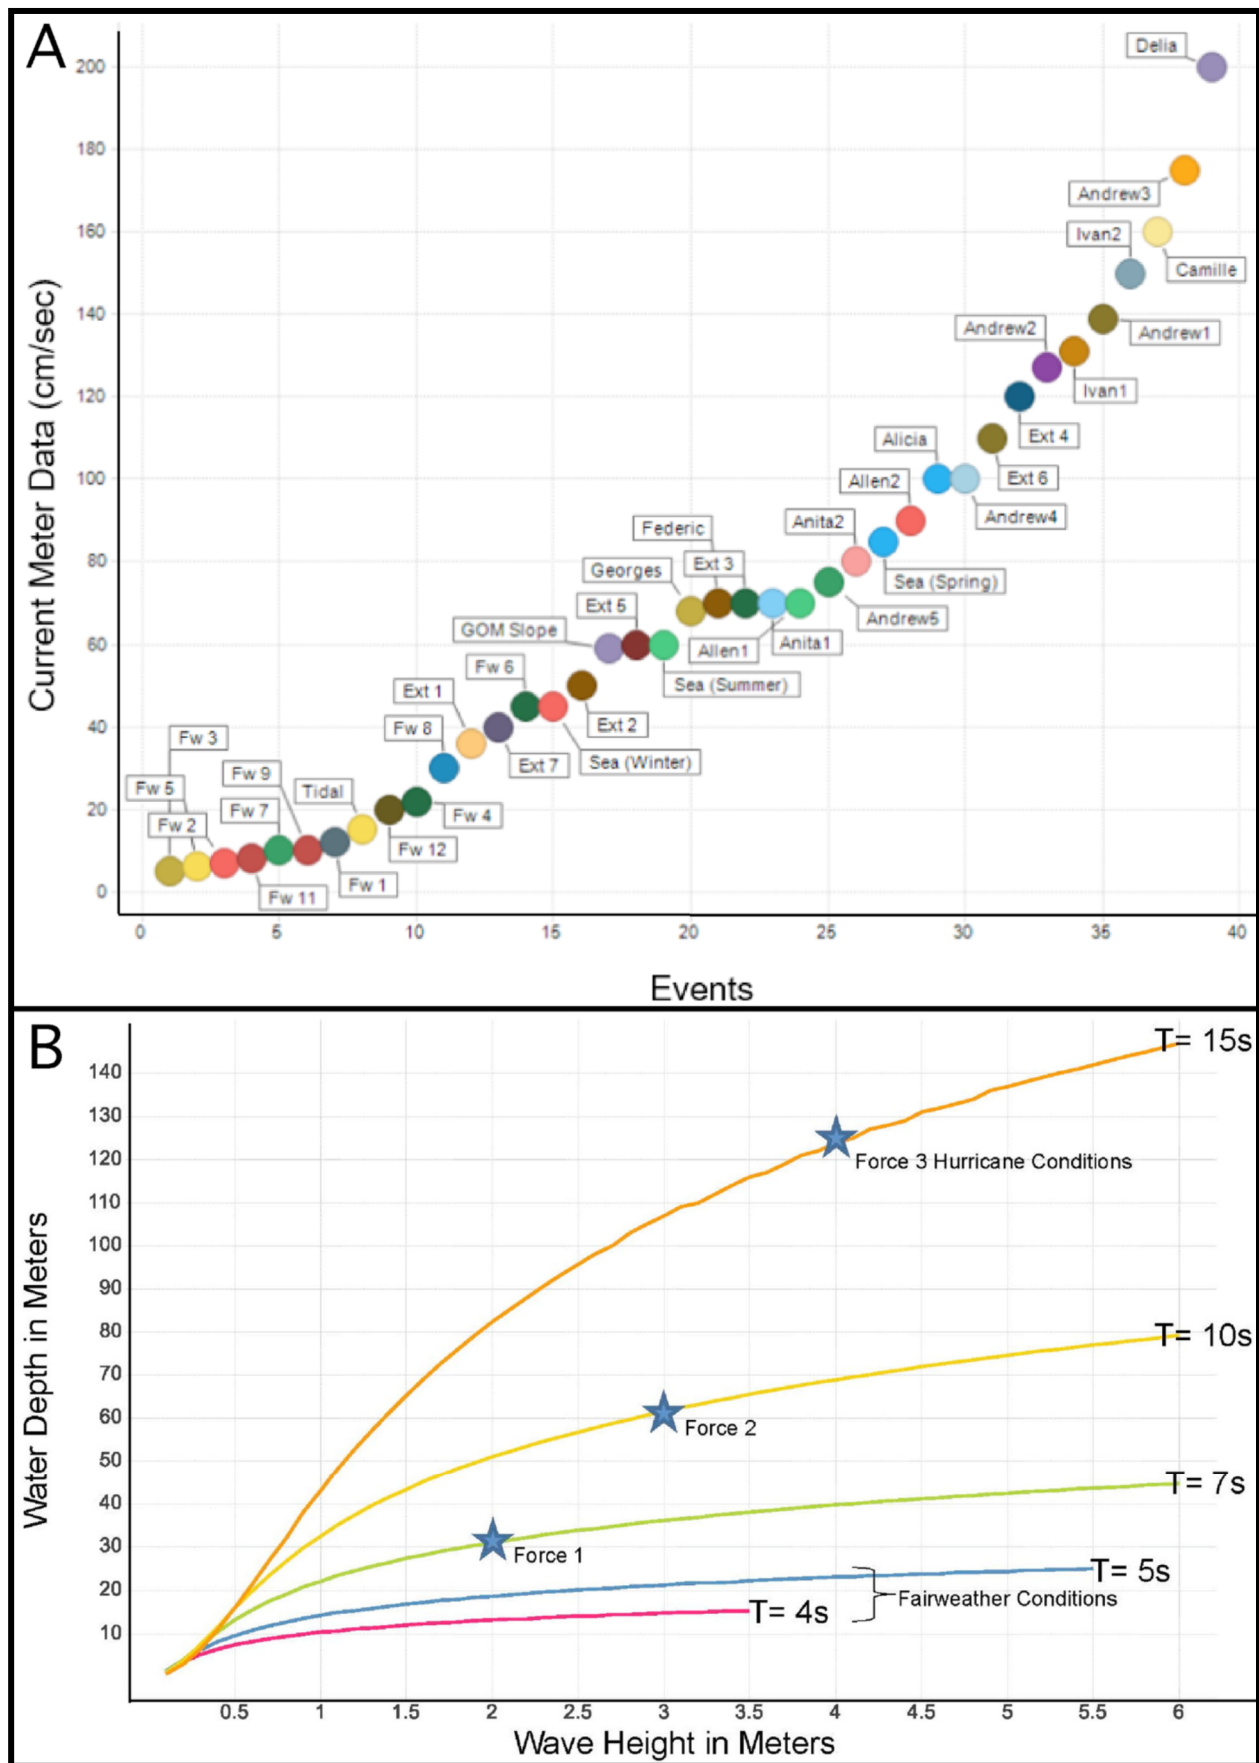 A
Delia
200
180
Andrew3
Ivan2
160
Camille
140
Andrew2
Andrew1
Ivan1
120
Ext 4
Alicia
100
Ext 6
Allen2
Andrew4
Anita2
Federic
80
Ext 3
Georges
Sea (Spring)
Ext 5
Andrew5
GOM Slope
60
Allen1
Anita1
Fw 6
Sea (Summer)
Ext 1
Fw 8
Ext 2
40
Fw 3
Ext 7
Sea (Winter)
Fw 9
Fw 5
Tidal
20
Fw 7
Fw 4
Fw 2
Fw 12
0
Fw 11
Fw 1
Current Meter Data (cm/sec)
0 5 10 15 20 25 30 35 40
Events
B
T= 15s
140
130
120
Force 3 Hurricane Conditions
110
100
90
80
T= 10s
70
60
Force 2
50
T= 7s
40
30
Force 1
T= 5s
20
Fairweather Conditions
T= 4s
10
Water Depth in Meters
0.5 1 1.5 2 2.5 3 3.5 4 4.5 5 5.5 6
Wave Height in Meters